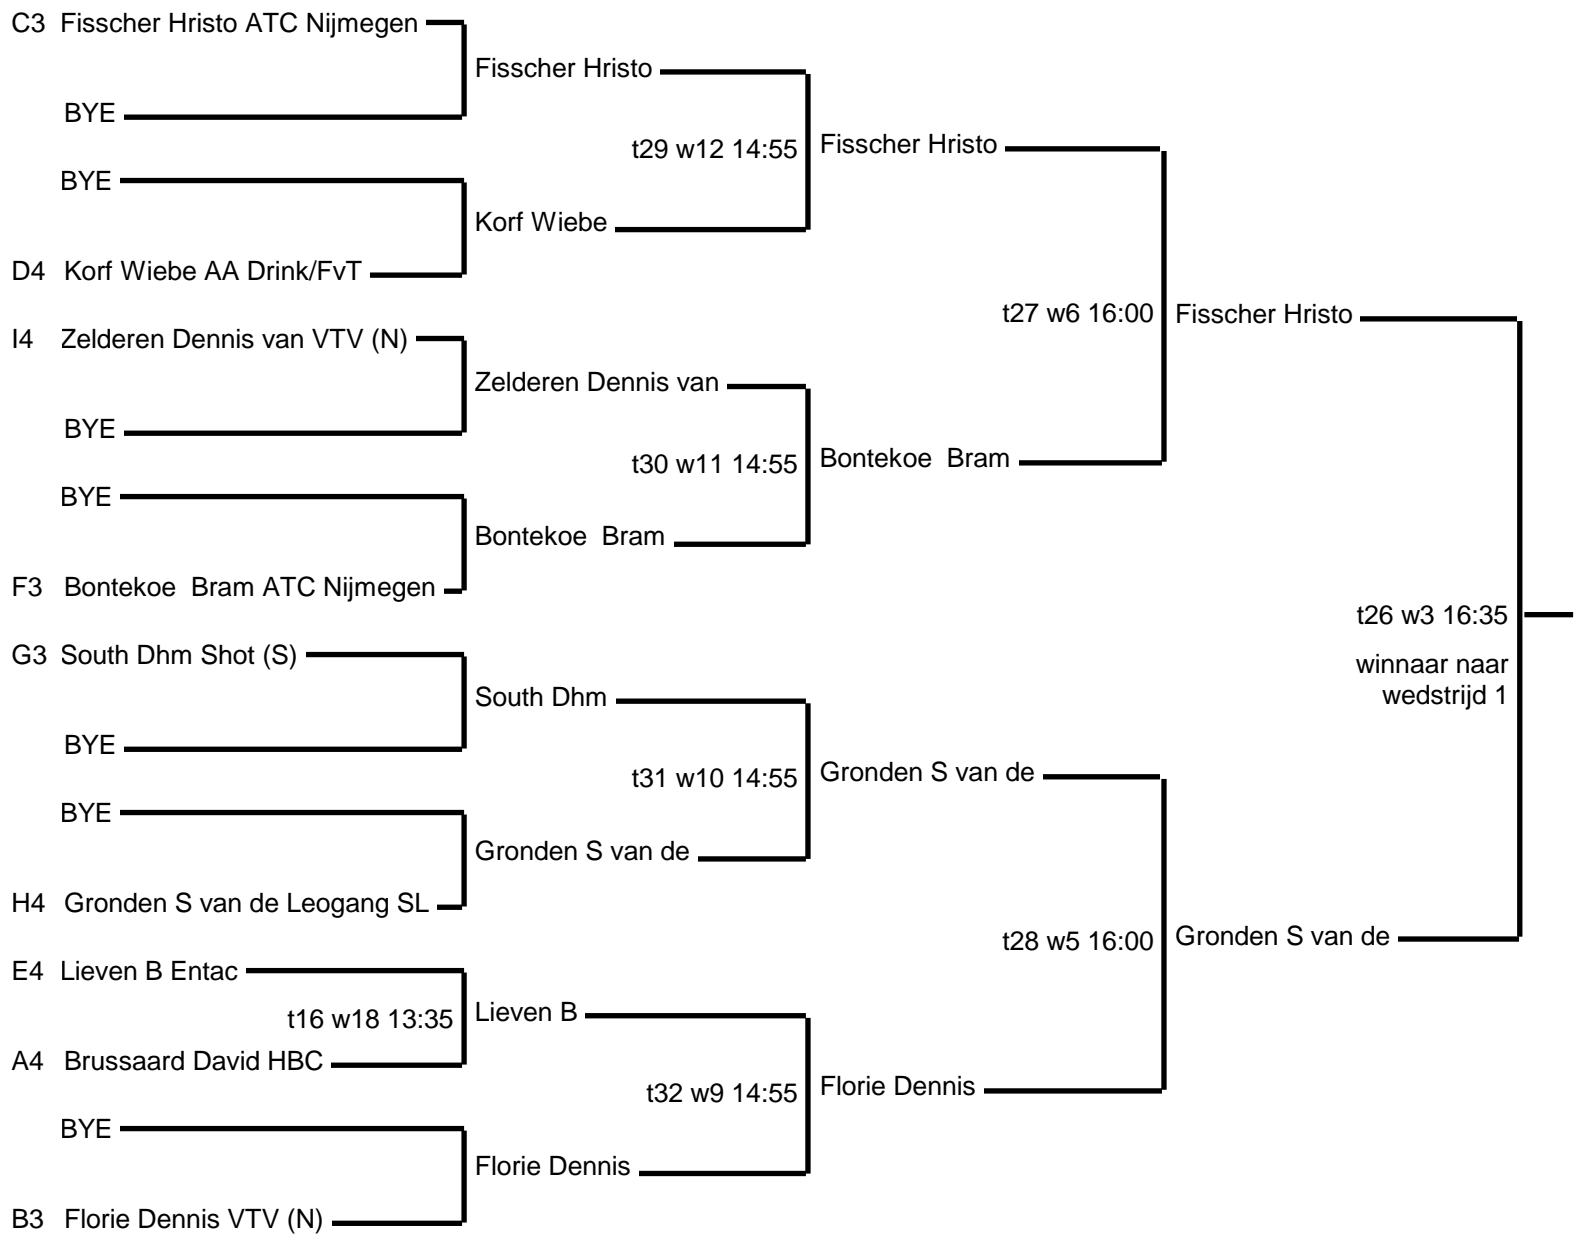 C3 Fisscher Hristo ATC Nijmegen
Fisscher Hristo
BYE
t29 w12 14:55
Fisscher Hristo
BYE
Korf Wiebe
D4 Korf Wiebe AA Drink/FvT
t27 w6 16:00
Fisscher Hristo
I4 Zelderen Dennis van VTV (N)
Zelderen Dennis van
BYE
t30 w11 14:55
Bontekoe Bram
BYE
Bontekoe Bram
F3 Bontekoe Bram ATC Nijmegen
t26 w3 16:35
winnaar naar
wedstrijd 1
G3 South Dhm Shot (S)
South Dhm
BYE
t31 w10 14:55
Gronden S van de
BYE
Gronden S van de
H4 Gronden S van de Leogang SL
t28 w5 16:00
Gronden S van de
E4 Lieven B Entac
t16 w18 13:35
Lieven B
A4 Brussaard David HBC
t32 w9 14:55
Florie Dennis
BYE
Florie Dennis
B3 Florie Dennis VTV (N)